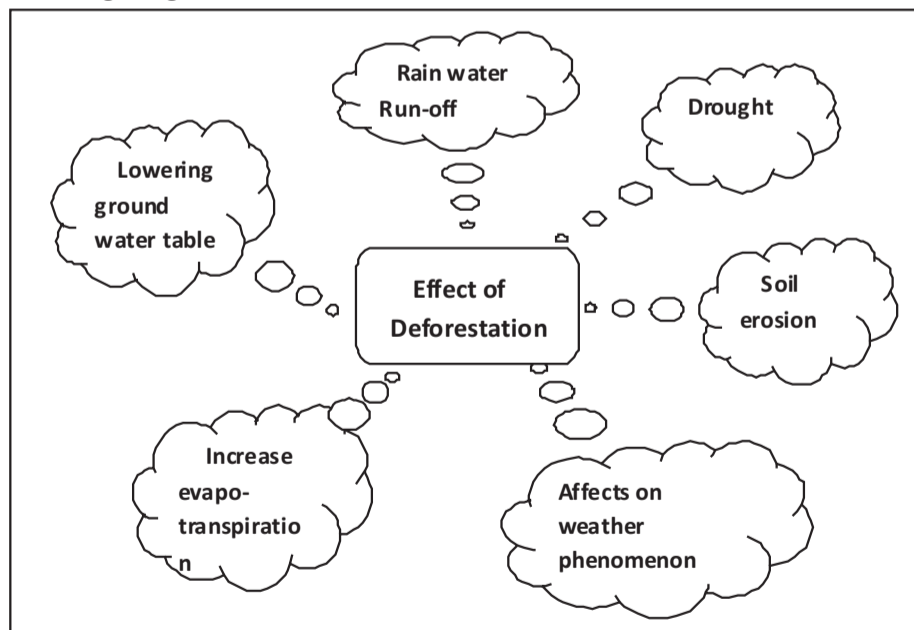 Rain water
Run-off
Drought
Lowering
ground
water table
Effect of
Deforestation
Soil
erosion
Increase
evapo-
transpiratio
n
Affects on
weather
phenomenon